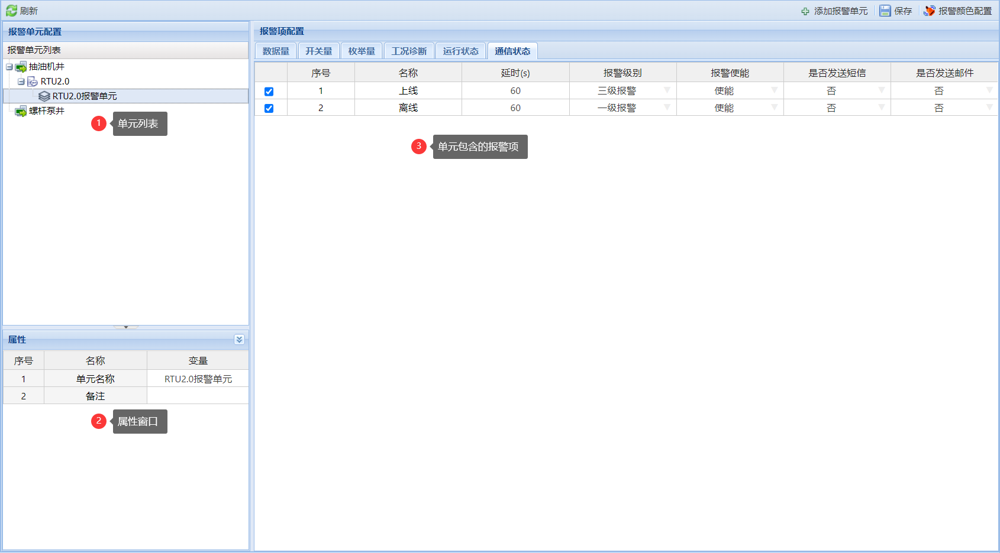 刷新 添加报警单元 保存 报警颜色配置
报警单元配置
报警单元列表
抽油机井
RTU2.0
RTU2.0报警单元
螺杆泵井
1 单元列表
属性
序号 名称 变量
1 单元名称 RTU2.0报警单元
2 备注
2 属性窗口
报警项配置
数据量 开关量 枚举量 工况诊断 运行状态 通信状态
序号 名称 延时(s) 报警级别 报警使能 是否发送短信 是否发送邮件
1 上线 60 三级报警 使能 否 否
2 离线 60 一级报警 使能 否 否
3 单元包含的报警项